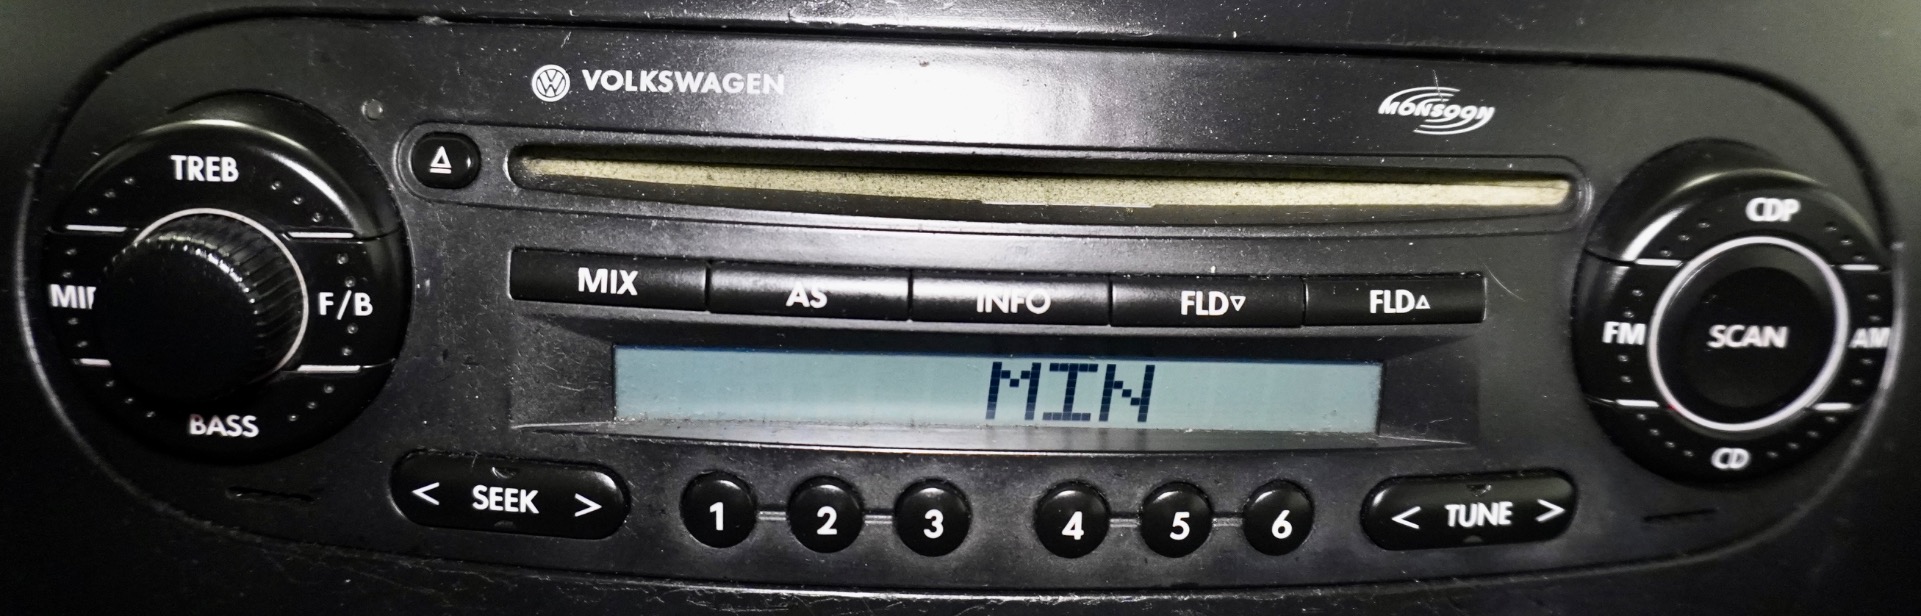 VOLKSWAGEN
MONSOON
TREB
F/B
BASS
MIX AS INFO FLD▽ FLD△
MIN
CDP
FM SCAN AM
CD
< SEEK >
1 2 3 4 5 6
< TUNE >